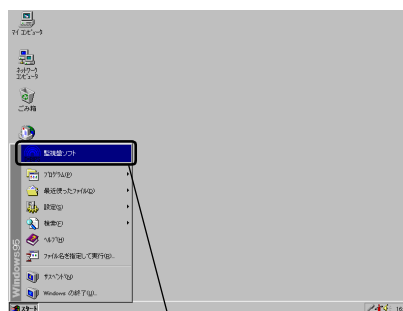 マイ コンピュータ
ネットワーク
コンピュータ
ごみ箱
監視盤ソフト
プログラム(P)
最近使ったファイル(D)
設定(S)
検索(F)
ヘルプ(H)
ファイル名を指定して実行(R)...
サスペンド(U)
Windows の終了(U)...
Windows95
スタート
16